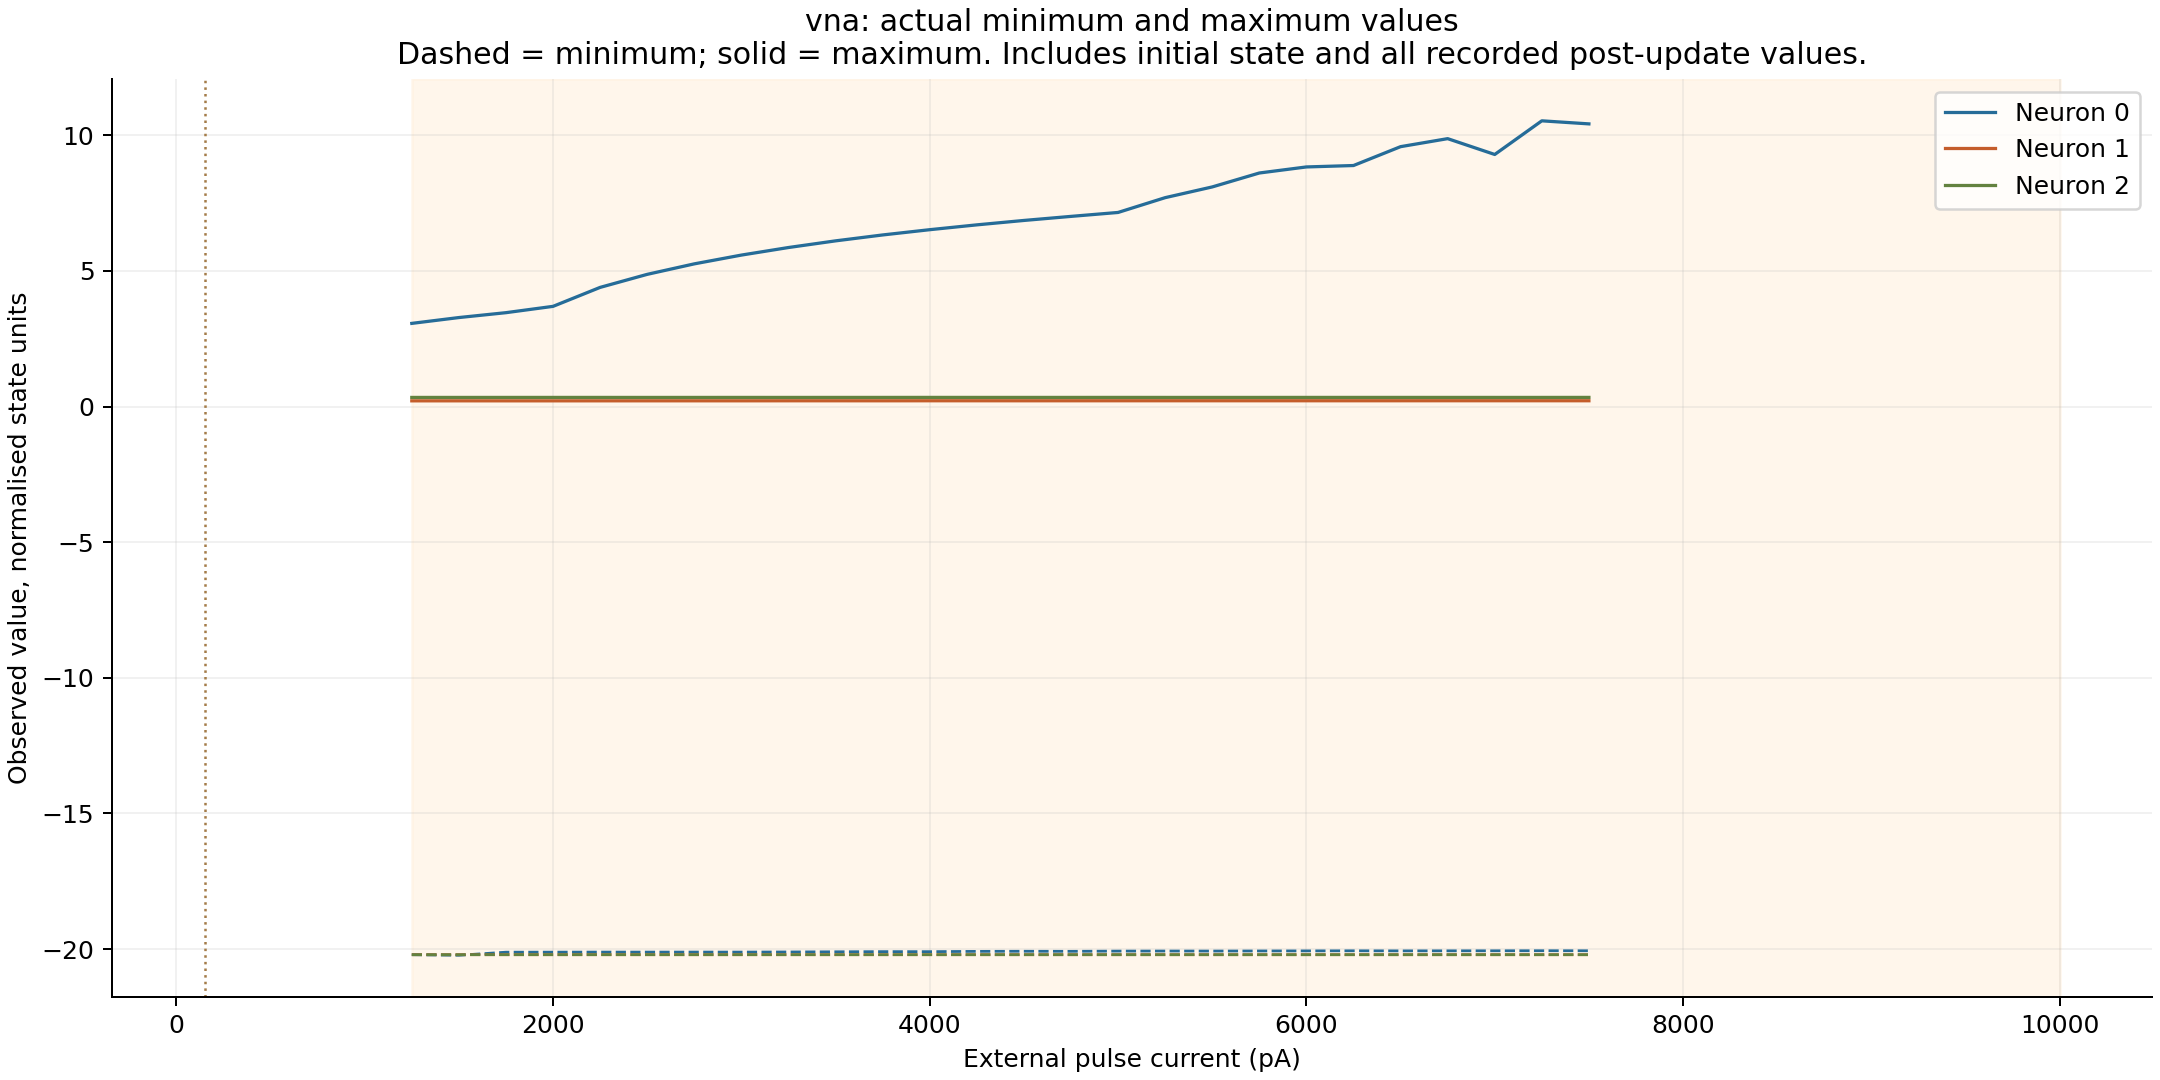 vna: actual minimum and maximum values
Dashed = minimum; solid = maximum. Includes initial state and all recorded post-update values.
Neuron 0
Neuron 1
Neuron 2
Observed value, normalised state units
10
5
0
−5
−10
−15
−20
0
2000
4000
6000
8000
10000
External pulse current (pA)